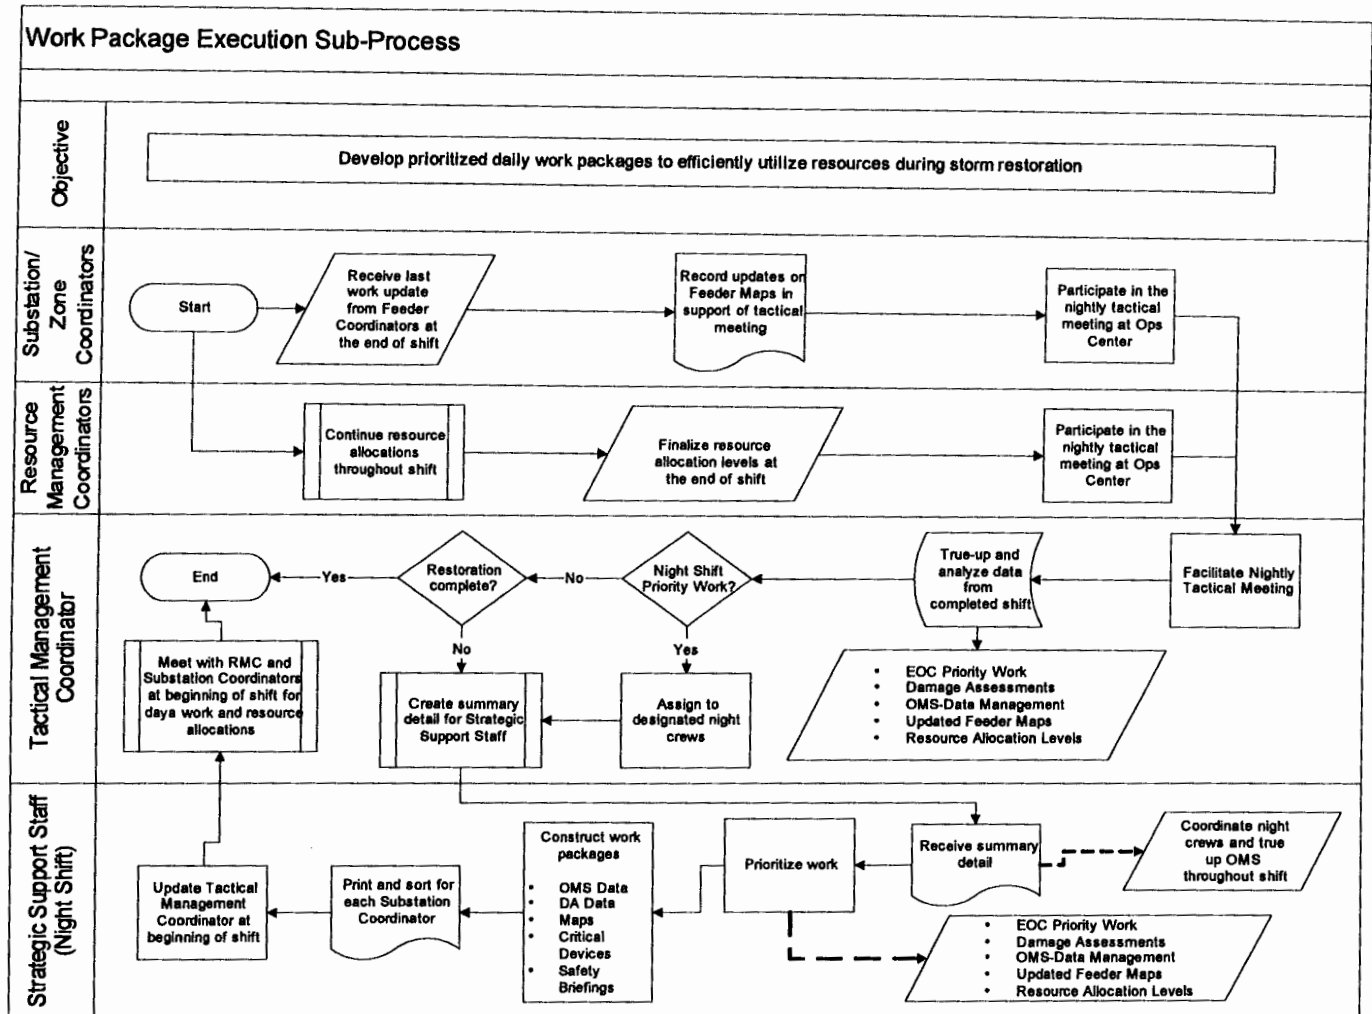 Work Package Execution Sub-Process
Objective
Develop prioritized daily work packages to efficiently utilize resources during storm restoration
Substation/
Zone
Coordinators
Start
Receive last
work update
from Feeder
Coordinators at
the end of shift
Record updates on
Feeder Maps in
support of tactical
meeting
Participate in the
nightly tactical
meeting at Ops
Center
Resource
Management
Coordinators
Continue resource
allocations
throughout shift
Finalize resource
allocation levels at
the end of shift
Participate in the
nightly tactical
meeting at Ops
Center
Tactical Management
Coordinator
End
Yes
Restoration
complete?
No
Night Shift
Priority Work?
True-up and
analyze data
from
completed shift
Facilitate Nightly
Tactical Meeting
No
Yes
Meet with RMC and
Substation Coordinators
at beginning of shift for
daya work and resource
allocations
Create summary
detail for Strategic
Support Staff
Assign to
designated night
crews
• EOC Priority Work
• Damage Assessments
• OMS-Data Management
• Updated Feeder Maps
• Resource Allocation Levels
Strategic Support Staff
(Night Shift)
Update Tactical
Management
Coordinator at
beginning of shift
Print and sort for
each Substation
Coordinator
Construct work
packages
• OMS Data
• DA Data
• Maps
• Critical
Devices
• Safety
Briefings
Prioritize work
Receive summary
detail
Coordinate night
crews and true
up OMS
throughout shift
• EOC Priority Work
• Damage Assessments
• OMS-Data Management
• Updated Feeder Maps
• Resource Allocation Levels